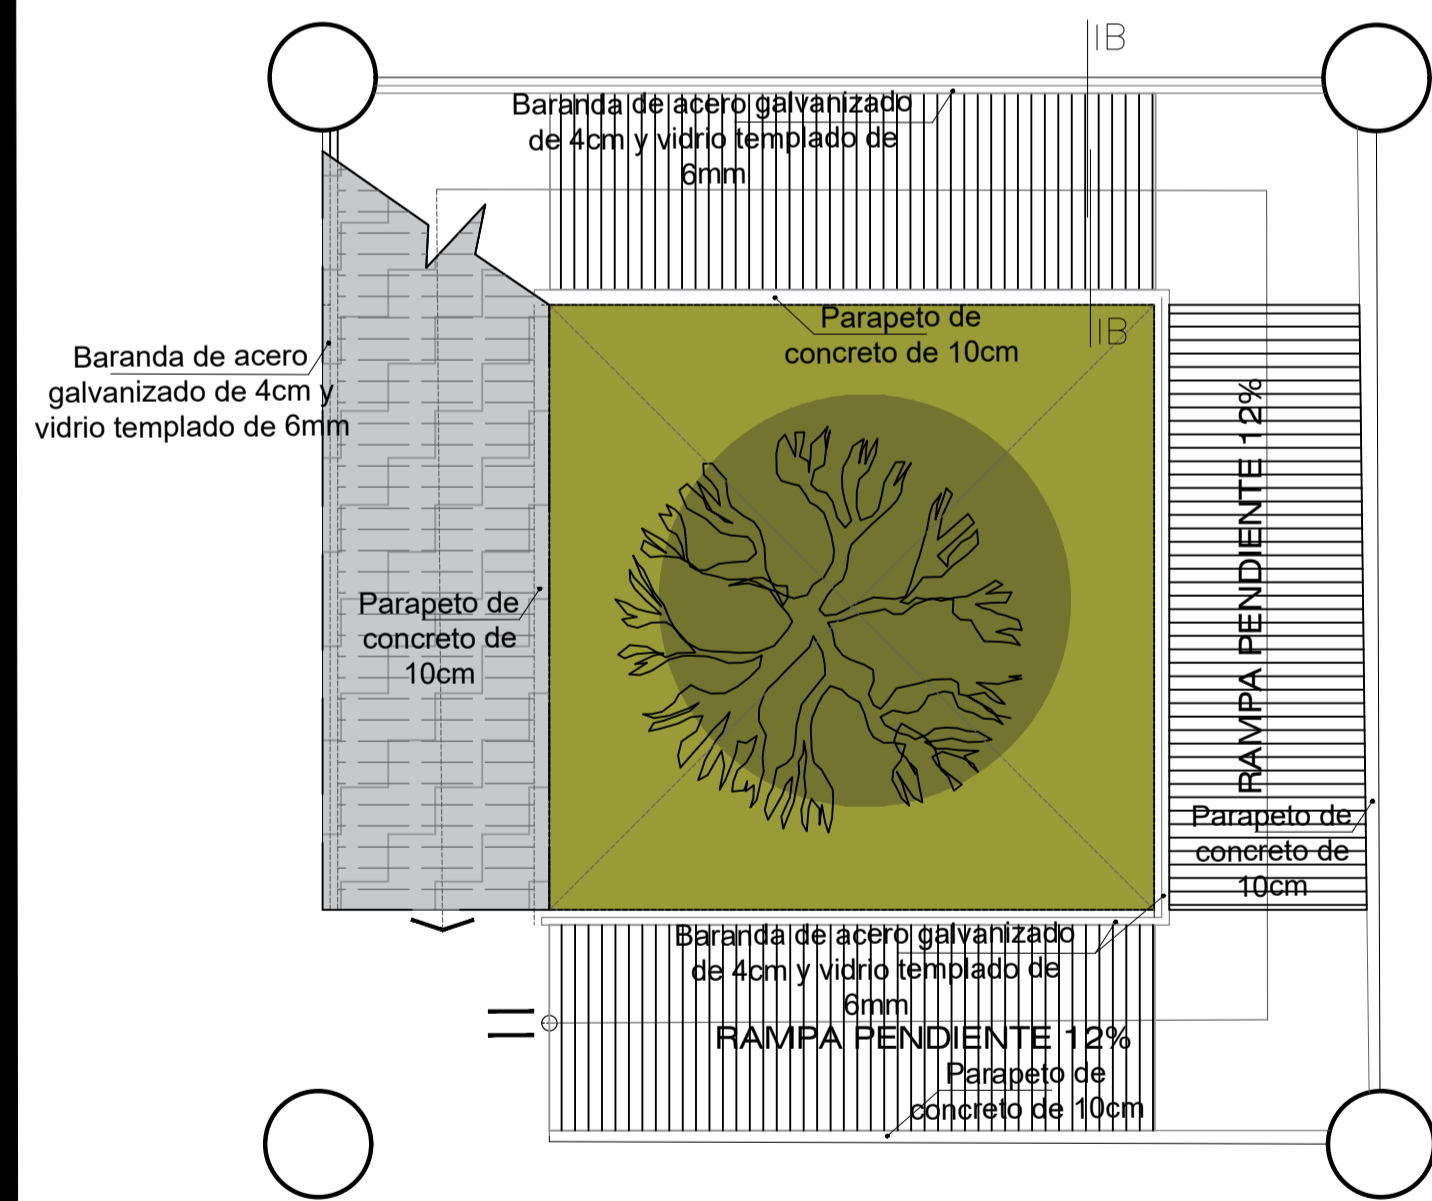 IB
Baranda de acero galvanizado
de 4cm y vidrio templado de
6mm
Parapeto de
concreto de 10cm
IB
Baranda de acero
galvanizado de 4cm y
vidrio templado de 6mm
RAMPA PENDIENTE 12%
Parapeto de
concreto de
10cm
Parapeto de
concreto de
10cm
Baranda de acero galvanizado
de 4cm y vidrio templado de
6mm
RAMPA PENDIENTE 12%
Parapeto de
concreto de 10cm